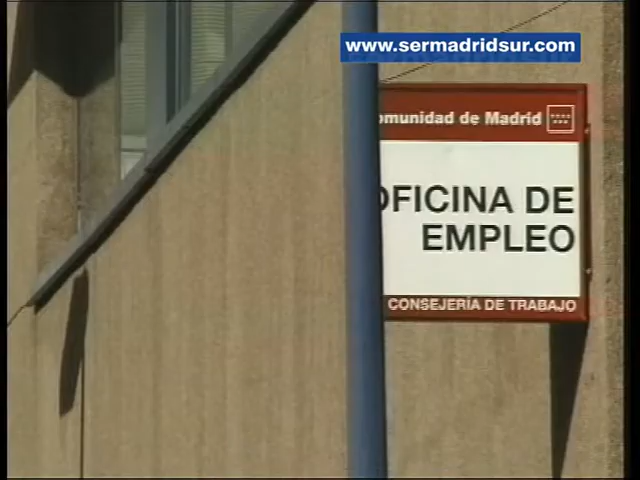 www.sermadridsur.com
omunidad de Madrid
OFICINA DE
EMPLEO
CONSEJERÍA DE TRABAJO